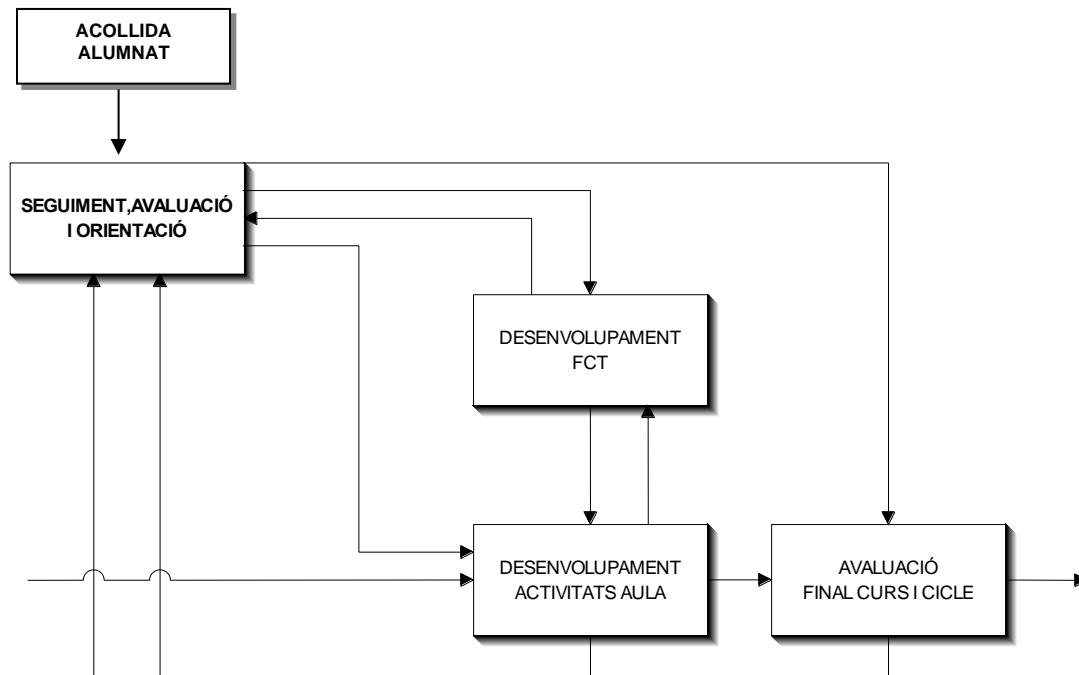 ACOLLIDA
ALUMNAT
SEGUIMENT,AVALUACIÓ
I ORIENTACIÓ
DESENVOLUPAMENT
FCT
DESENVOLUPAMENT
ACTIVITATS AULA
AVALUACIÓ
FINAL CURS I CICLE